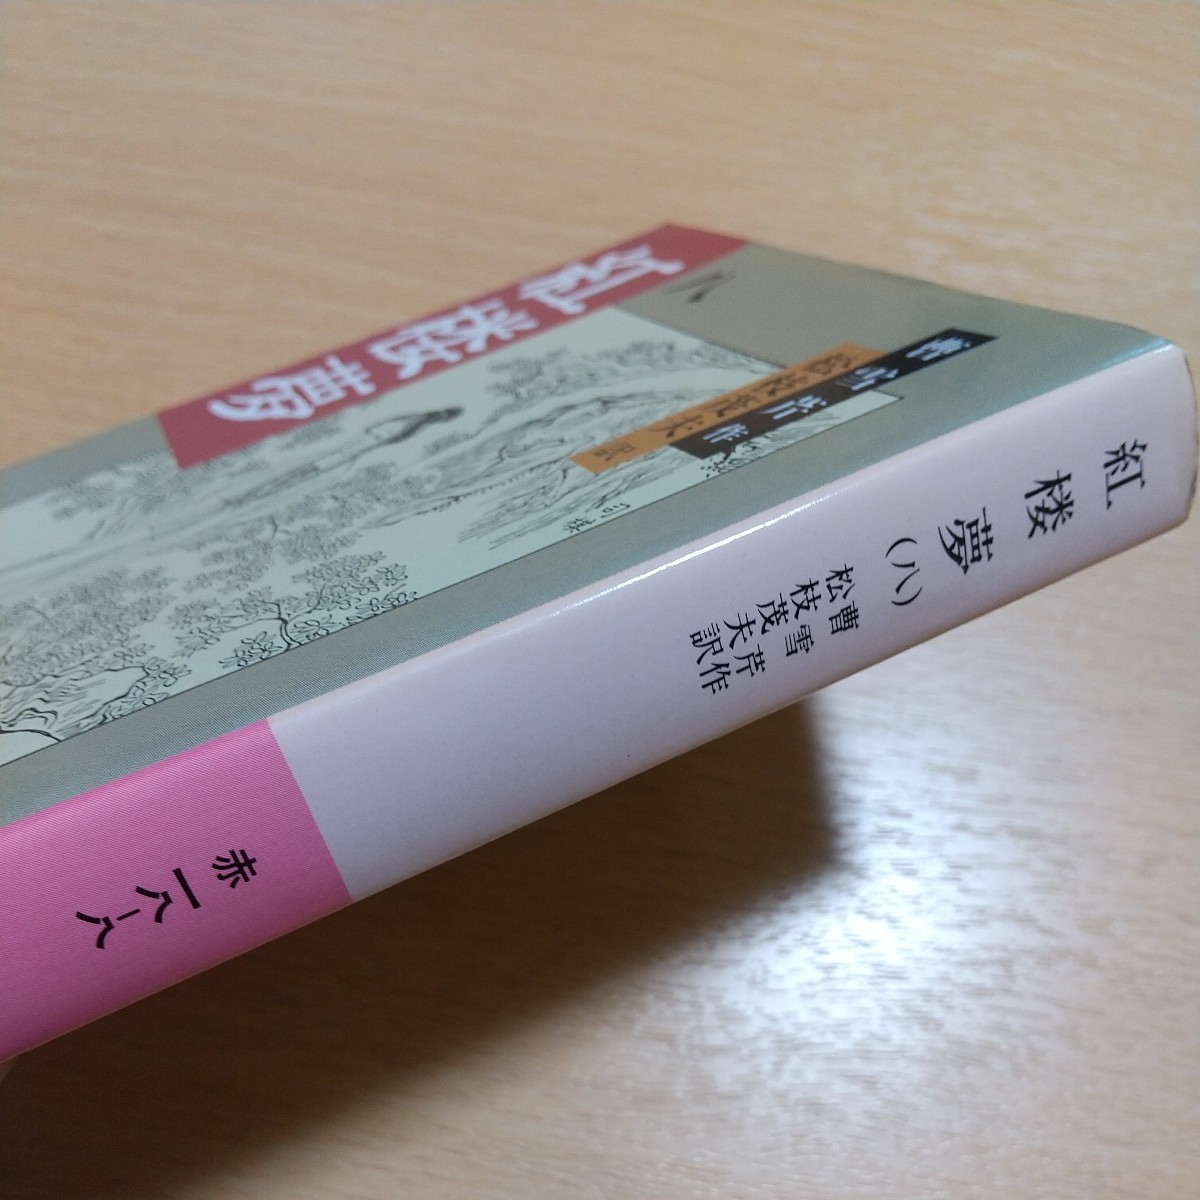 紅楼夢
八
曹雪芹作
松枝茂夫訳
紅楼夢(八)
曹雪芹作
松枝茂夫訳
赤一八-八